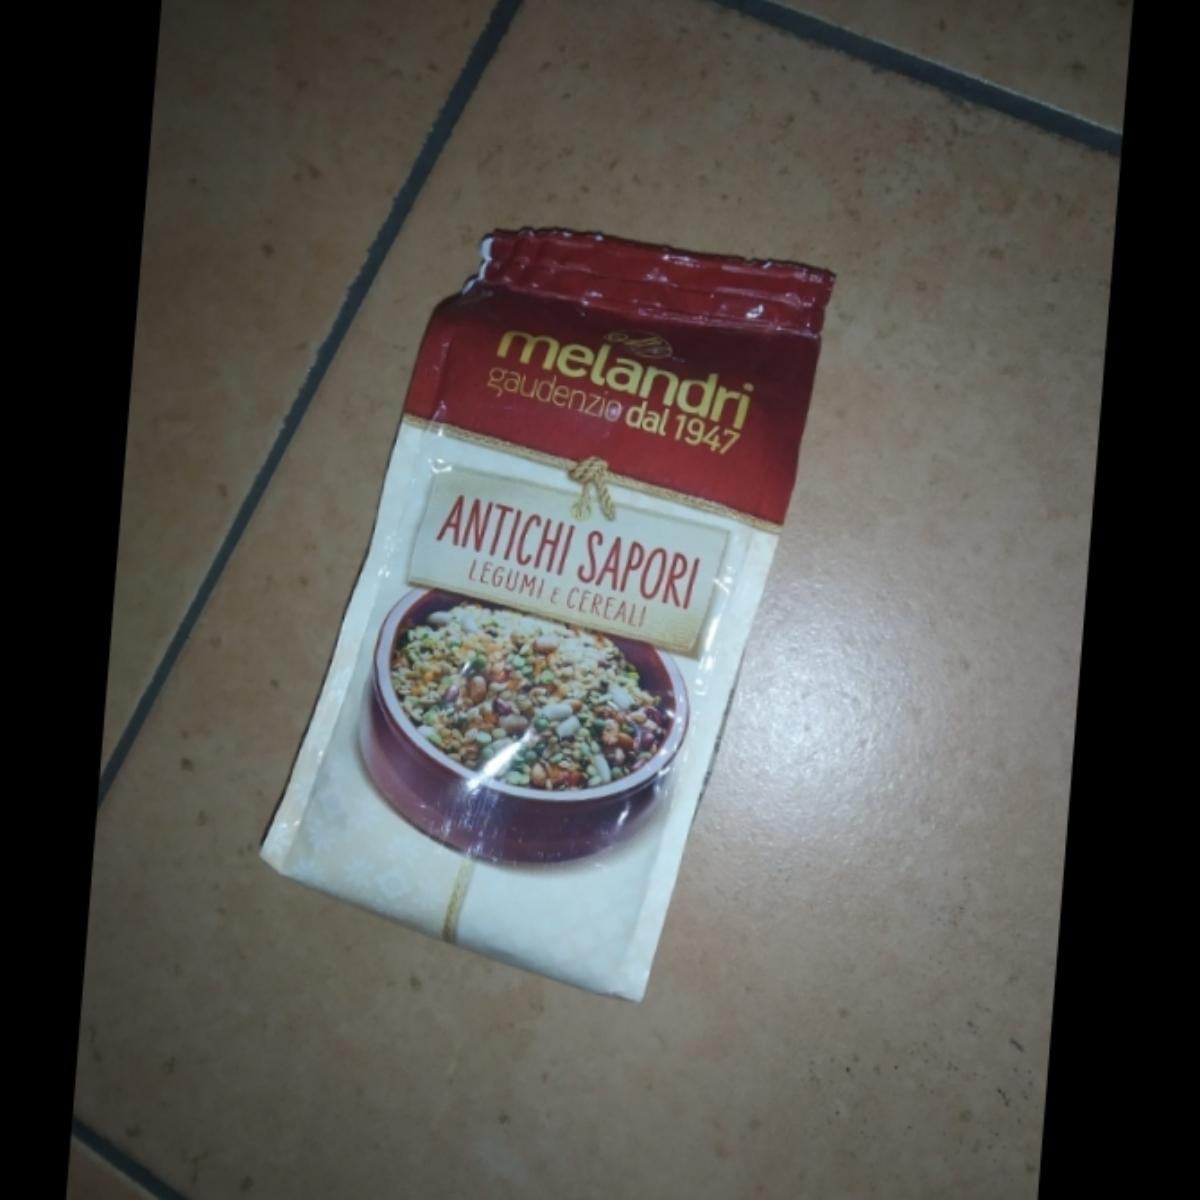 melandri
gaudenzio dal 1947
ANTICHI SAPORI
LEGUMI E CEREALI